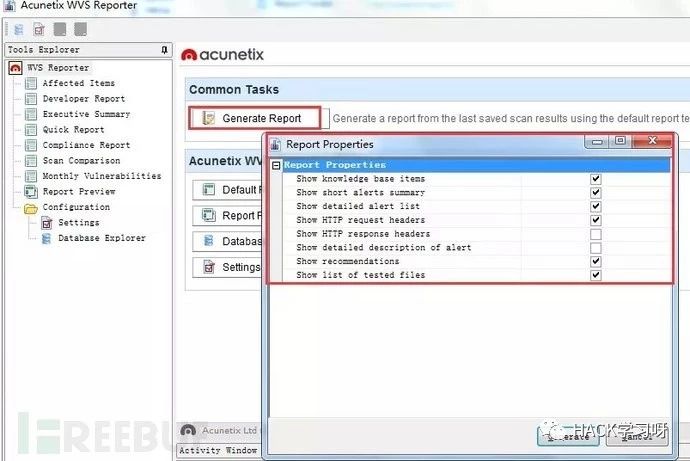 Acunetix WVS Reporter
Tools Explorer
WVS Reporter
Affected Items
Developer Report
Executive Summary
Quick Report
Compliance Report
Scan Comparison
Monthly Vulnerabilities
Report Preview
Configuration
Settings
Database Explorer
acunetix
Common Tasks
Generate Report
Generate a report from the last saved scan results using the default report te
Acunetix WV
Default R
Report P
Databas
Settings
Report Properties
Report Properties
Show knowledge base items
Show short alerts summary
Show detailed alert list
Show HTTP request headers
Show HTTP response headers
Show detailed description of alert
Show recommendations
Show list of tested files
Cancel
Acunetix Ltd
Activity Window
FREEBUF
HACK学习呀